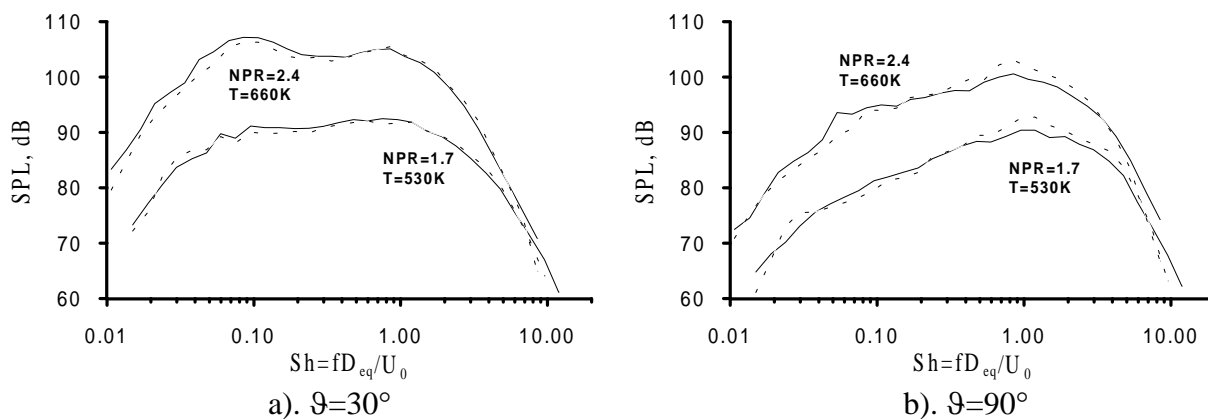 110
100
90
80
70
60
SPL, dB
NPR=2.4
T=660K
NPR=1.7
T=530K
0.01 0.10 1.00 10.00
Sh=fD_eq/U_0
a). ϑ=30°
110
100
90
80
70
60
SPL, dB
NPR=2.4
T=660K
NPR=1.7
T=530K
0.01 0.10 1.00 10.00
Sh=fD_eq/U_0
b). ϑ=90°